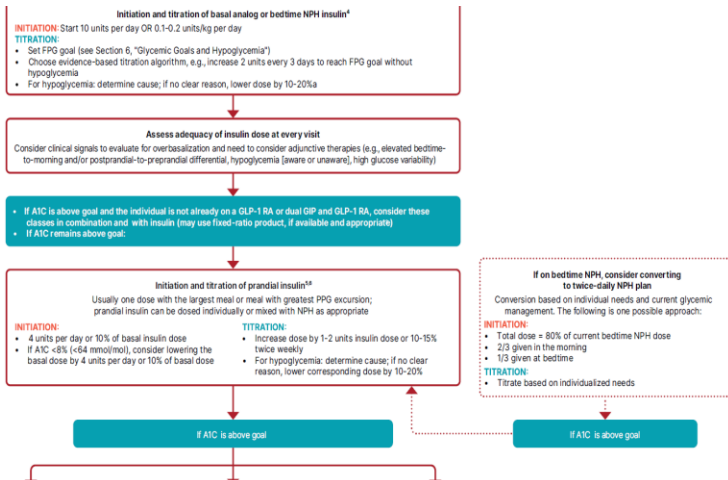 Initiation and titration of basal analog or bedtime NPH insulin⁴
INITIATION: Start 10 units per day OR 0.1-0.2 units/kg per day
TITRATION:
• Set FPG goal (see Section 6, "Glycemic Goals and Hypoglycemia")
• Choose evidence-based titration algorithm, e.g., increase 2 units every 3 days to reach FPG goal without
hypoglycemia
• For hypoglycemia: determine cause; if no clear reason, lower dose by 10-20%a
Assess adequacy of insulin dose at every visit
Consider clinical signals to evaluate for overbasalization and need to consider adjunctive therapies (e.g., elevated bedtime-
to-morning and/or postprandial-to-preprandial differential, hypoglycemia [aware or unaware], high glucose variability)
• If A1C is above goal and the individual is not already on a GLP-1 RA or dual GIP and GLP-1 RA, consider these
classes in combination and with insulin (may use fixed-ratio product, if available and appropriate)
• If A1C remains above goal:
Initiation and titration of prandial insulin⁵,⁶
Usually one dose with the largest meal or meal with greatest PPG excursion;
prandial insulin can be dosed individually or mixed with NPH as appropriate
INITIATION:
• 4 units per day or 10% of basal insulin dose
• If A1C <8% (<64 mmol/mol), consider lowering the
basal dose by 4 units per day or 10% of basal dose
TITRATION:
• Increase dose by 1-2 units insulin dose or 10-15%
twice weekly
• For hypoglycemia: determine cause; if no clear
reason, lower corresponding dose by 10-20%
If on bedtime NPH, consider converting
to twice-daily NPH plan
Conversion based on individual needs and current glycemic
management. The following is one possible approach:
INITIATION:
• Total dose = 80% of current bedtime NPH dose
• 2/3 given in the morning
• 1/3 given at bedtime
TITRATION:
• Titrate based on individualized needs
If A1C is above goal
If A1C is above goal